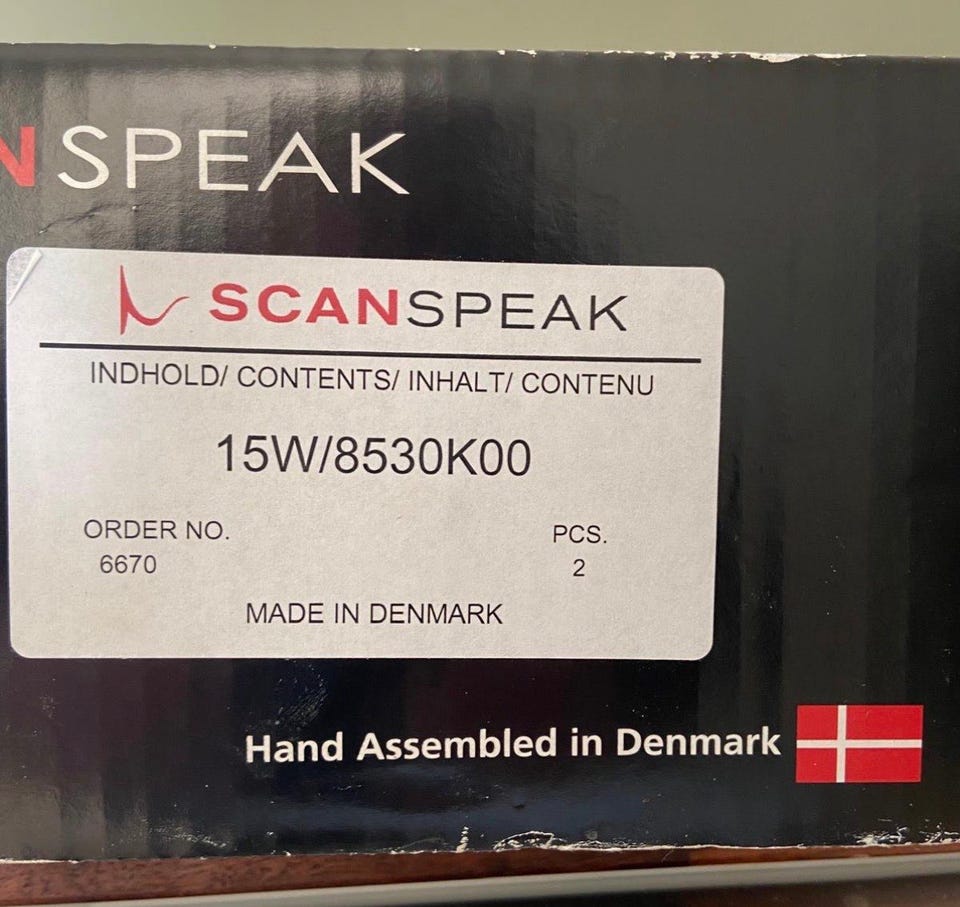 NSPEAK
SCANSPEAK
INDHOLD/ CONTENTS/ INHALT/ CONTENU
15W/8530K00
ORDER NO.
6670
PCS.
2
MADE IN DENMARK
Hand Assembled in Denmark